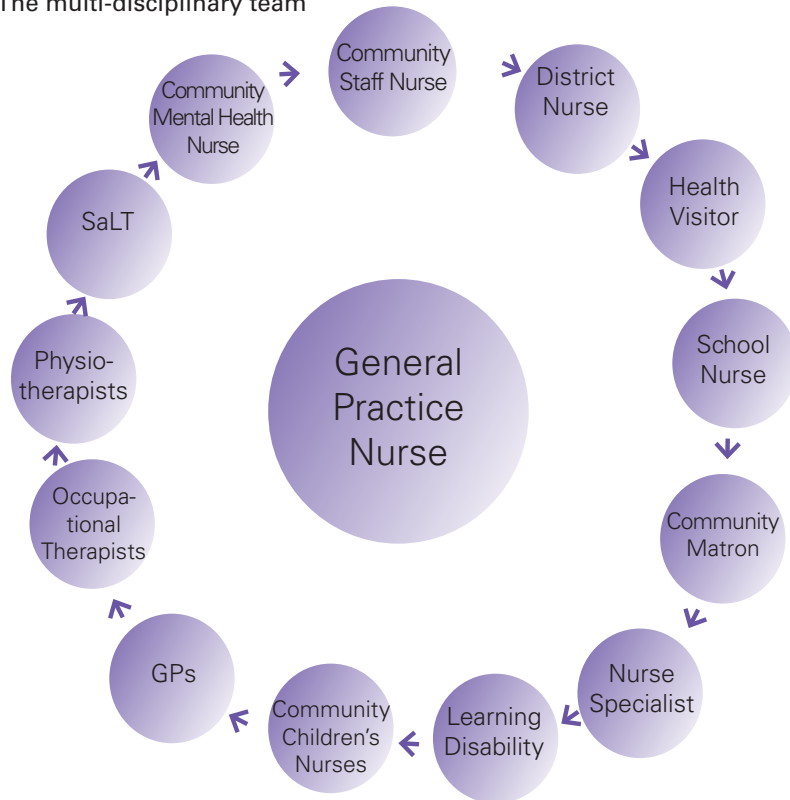 The multi-disciplinary team
Community
Staff Nurse
District
Nurse
Health
Visitor
School
Nurse
Community
Matron
Nurse
Specialist
Learning
Disability
Community
Children's
Nurses
GPs
Occupa-
tional
Therapists
Physio-
therapists
SaLT
Community
Mental Health
Nurse
General
Practice
Nurse